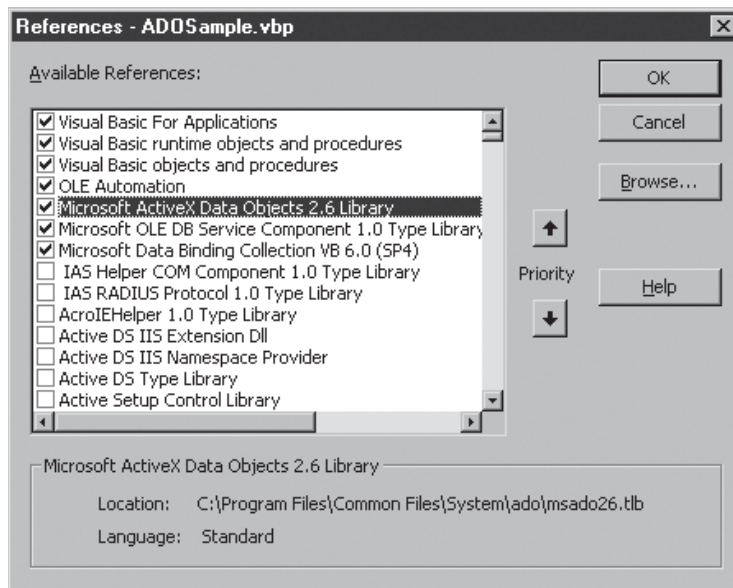 References - ADOSample.vbp
Available References:
Visual Basic For Applications
Visual Basic runtime objects and procedures
Visual Basic objects and procedures
OLE Automation
Microsoft ActiveX Data Objects 2.6 Library
Microsoft OLE DB Service Component 1.0 Type Library
Microsoft Data Binding Collection VB 6.0 (SP4)
IAS Helper COM Component 1.0 Type Library
IAS RADIUS Protocol 1.0 Type Library
AcroIEHelper 1.0 Type Library
Active DS IIS Extension Dll
Active DS IIS Namespace Provider
Active DS Type Library
Active Setup Control Library
Priority
OK
Cancel
Browse...
Help
Microsoft ActiveX Data Objects 2.6 Library
Location: C:\Program Files\Common Files\System\ado\msado26.tlb
Language: Standard